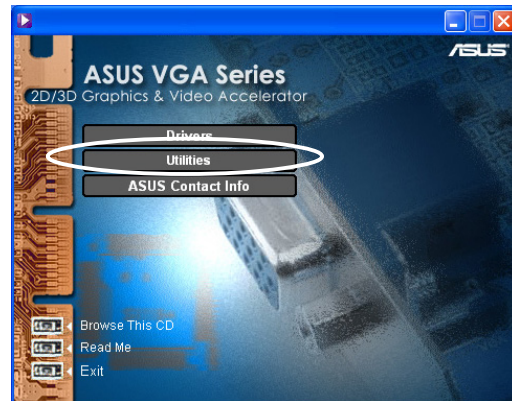 ASUS
ASUS VGA Series
2D/3D Graphics & Video Accelerator
Drivers
Utilities
ASUS Contact Info
Browse This CD
Read Me
Exit